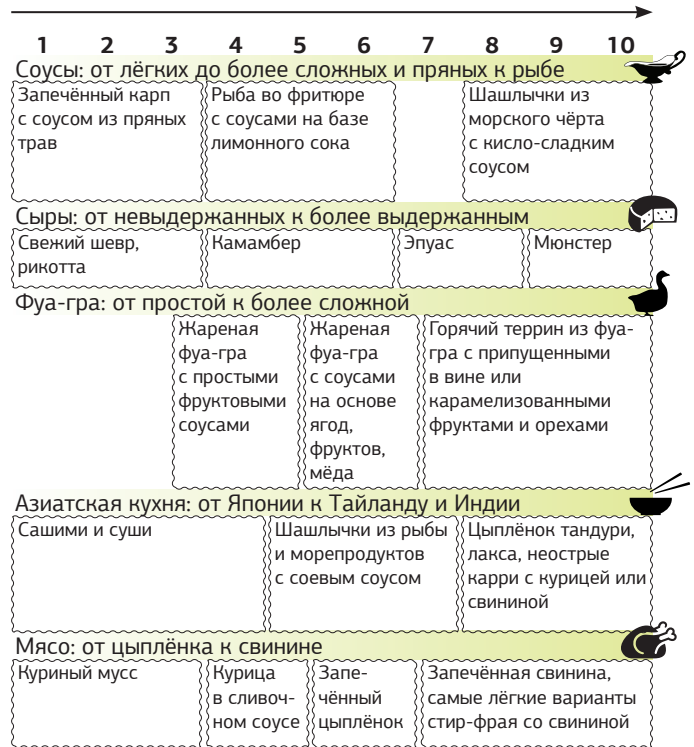 1 2 3 4 5 6 7 8 9 10
Соусы: от лёгких до более сложных и пряных к рыбе
Запечённый карп
с соусом из пряных
трав
Рыба во фритюре
с соусами на базе
лимонного сока
Шашлычки из
морского чёрта
с кисло-сладким
соусом
Сыры: от невыдержанных к более выдержанным
Свежий шевр,
рикотта
Камамбер
Эпуас
Мюнстер
Фуа-гра: от простой к более сложной
Жареная
фуа-гра
с простыми
фруктовыми
соусами
Жареная
фуа-гра
с соусами
на основе
ягод,
фруктов,
мёда
Горячий террин из фуа-
гра с припущенными
в вине или
карамелизованными
фруктами и орехами
Азиатская кухня: от Японии к Тайланду и Индии
Сашими и суши
Шашлычки из рыбы
и морепродуктов
с соевым соусом
Цыплёнок тандури,
лакса, неострые
карри с курицей или
свининой
Мясо: от цыплёнка к свинине
Куриный мусс
Курица
в сливоч-
ном соусе
Запе-
чённый
цыплёнок
Запечённая свинина,
самые лёгкие варианты
стир-фрая со свининой